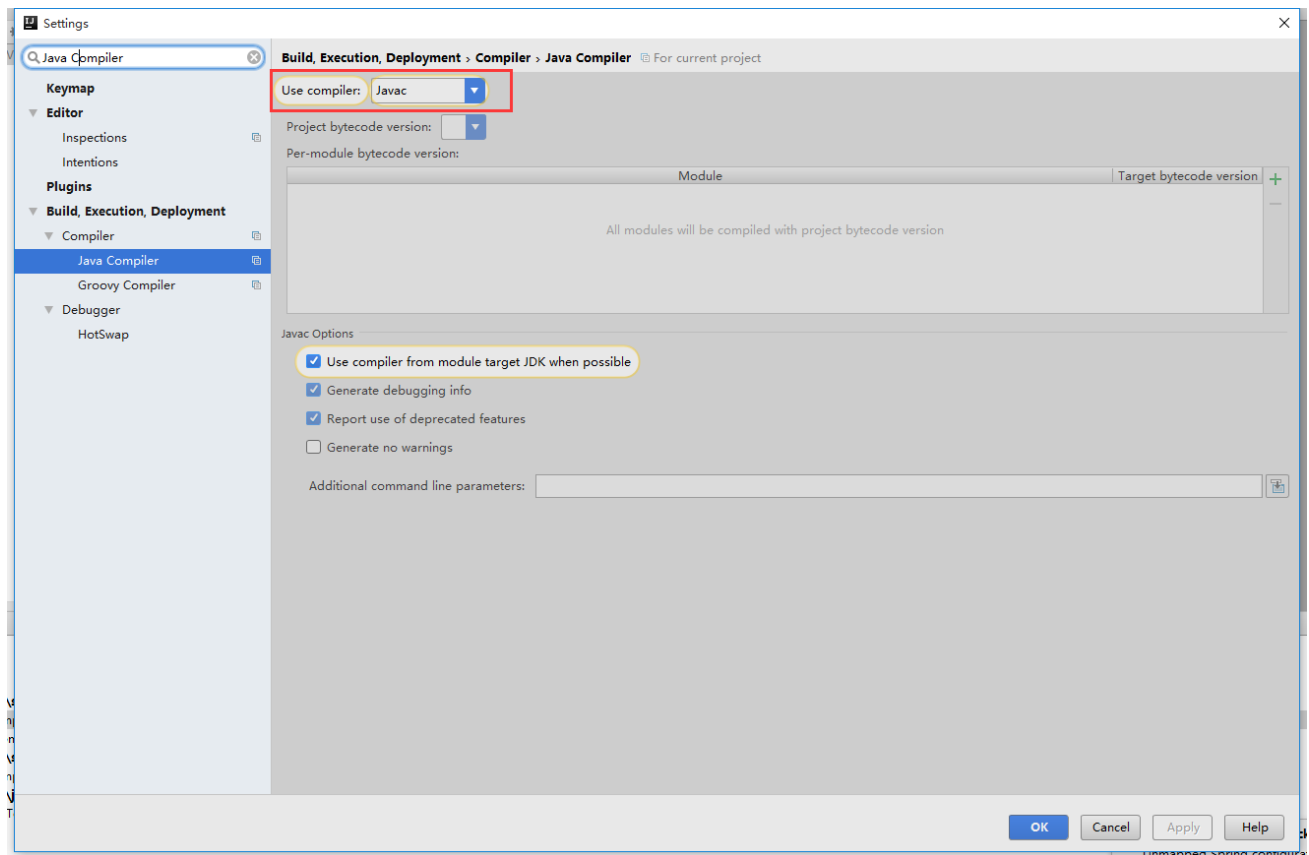 Settings
Java Compiler
Build, Execution, Deployment › Compiler › Java Compiler For current project
Keymap
Editor
Inspections
Intentions
Plugins
Build, Execution, Deployment
Compiler
Java Compiler
Groovy Compiler
Debugger
HotSwap
Use compiler: Javac
Project bytecode version:
Per-module bytecode version:
Module Target bytecode version
All modules will be compiled with project bytecode version
Javac Options
Use compiler from module target JDK when possible
Generate debugging info
Report use of deprecated features
Generate no warnings
Additional command line parameters:
OK Cancel Apply Help